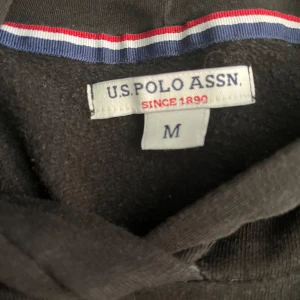 U.S. POLO ASSN.
SINCE 1890
M